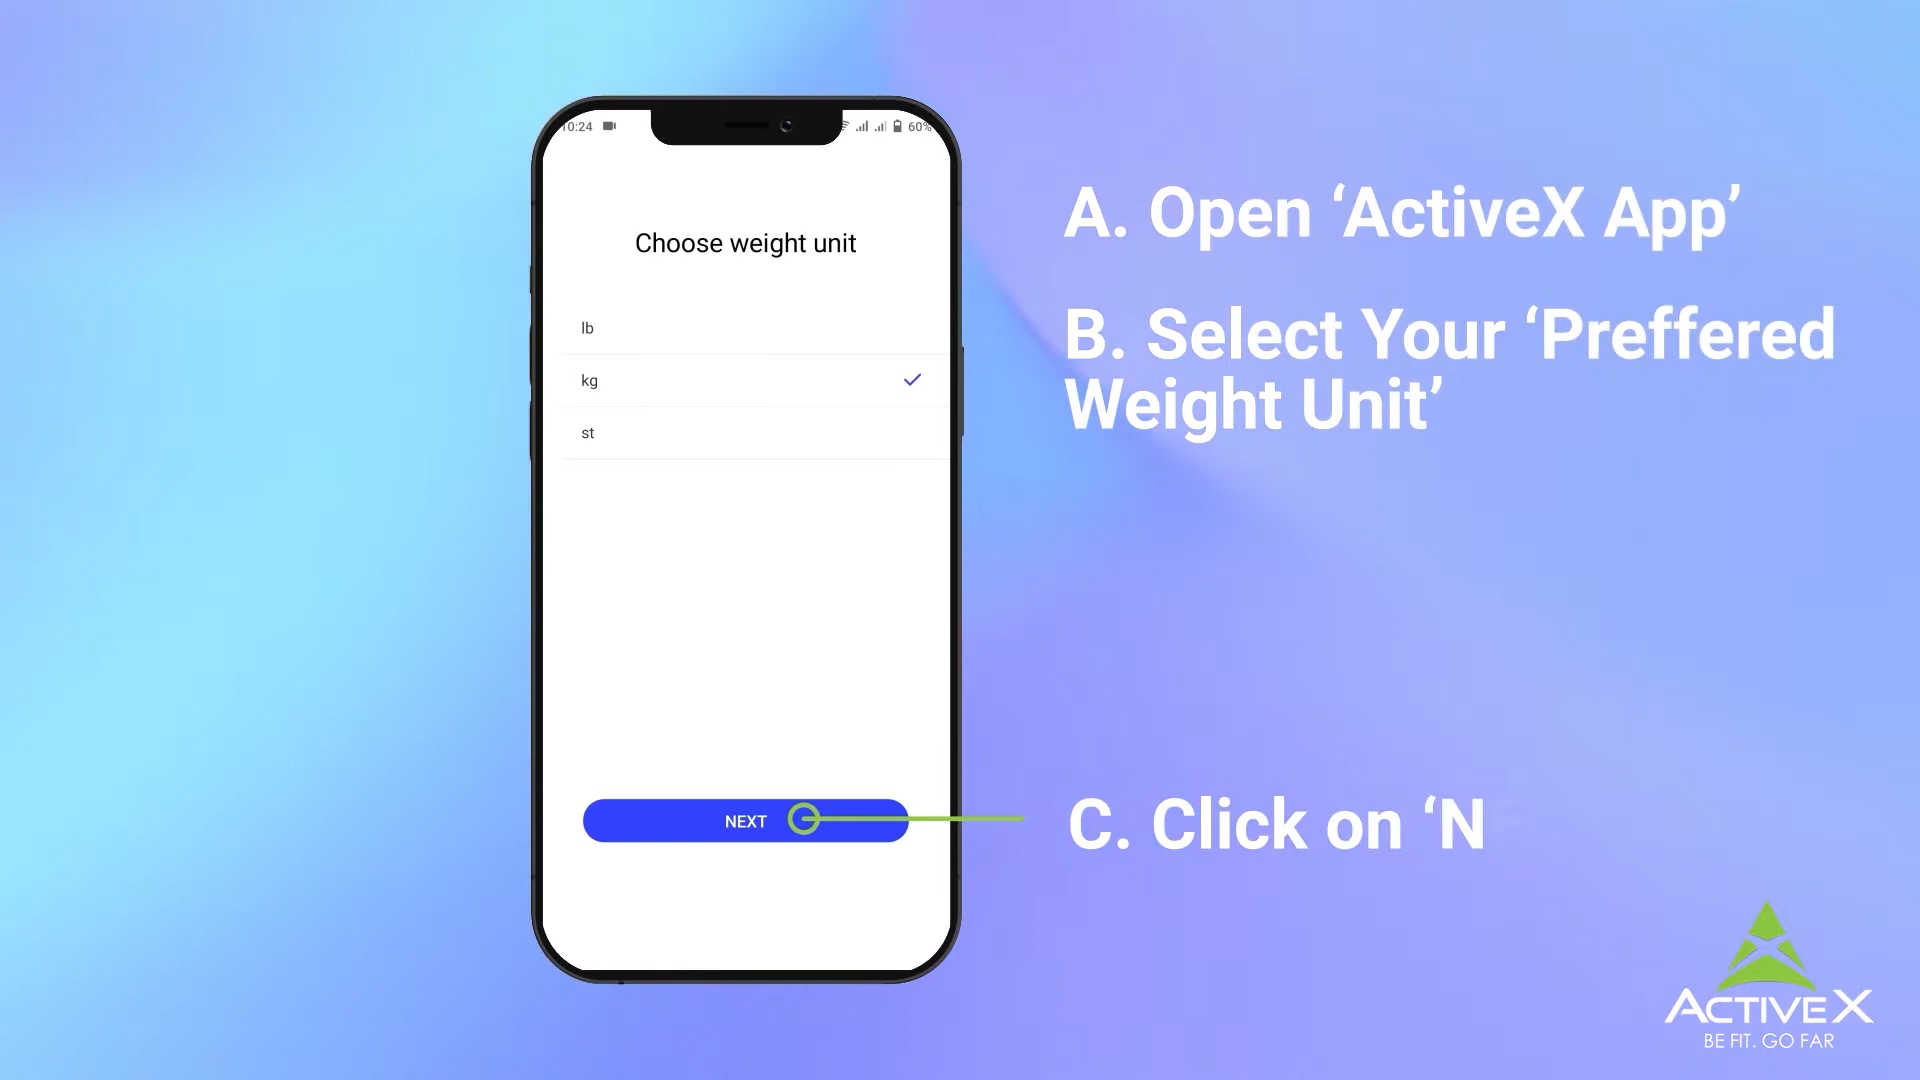 10:24
60%
Choose weight unit
lb
kg
st
NEXT
A. Open ‘ActiveX App’
B. Select Your ‘Preffered
Weight Unit’
C. Click on ‘N
ACTIVEX
BE FIT. GO FAR